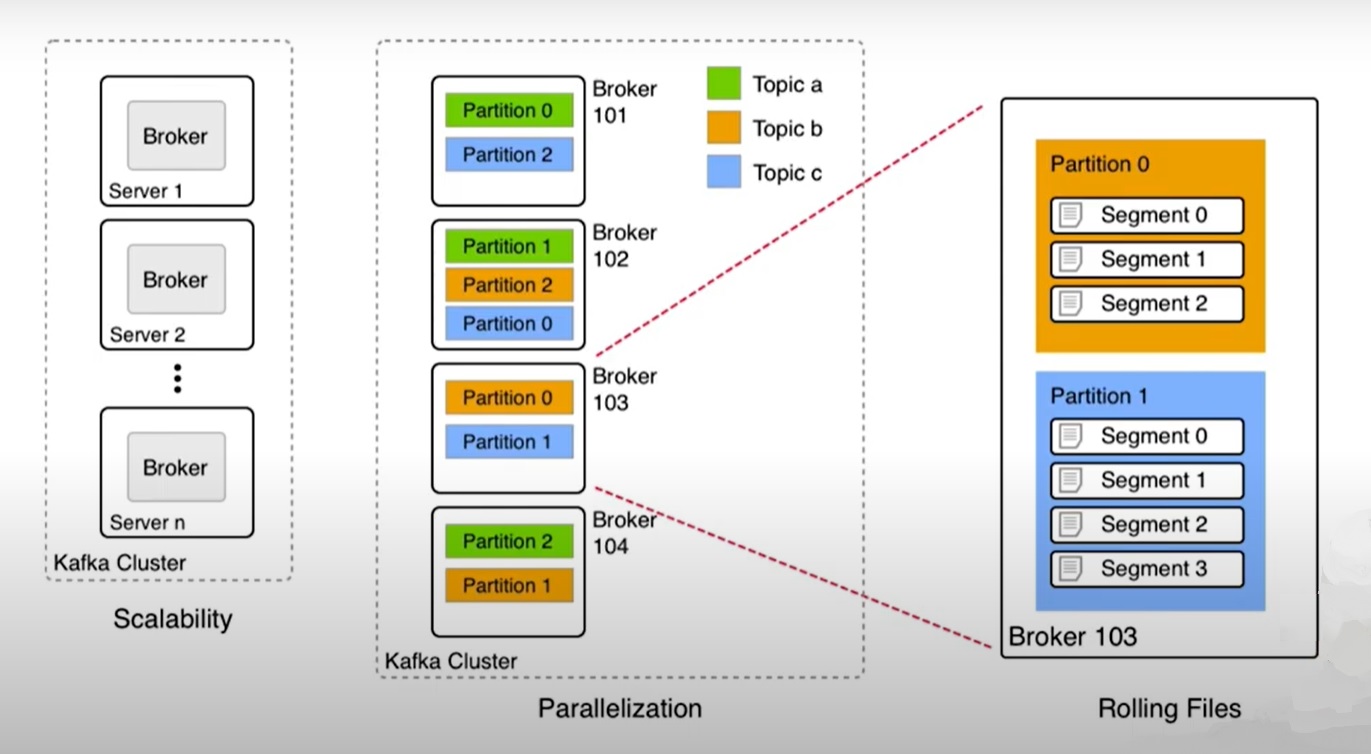 Broker
Server 1
Broker
Server 2
Broker
Server n
Kafka Cluster
Scalability
Partition 0
Partition 2
Broker
101
Partition 1
Partition 2
Partition 0
Broker
102
Partition 0
Partition 1
Broker
103
Partition 2
Partition 1
Broker
104
Topic a
Topic b
Topic c
Kafka Cluster
Parallelization
Partition 0
Segment 0
Segment 1
Segment 2
Partition 1
Segment 0
Segment 1
Segment 2
Segment 3
Broker 103
Rolling Files